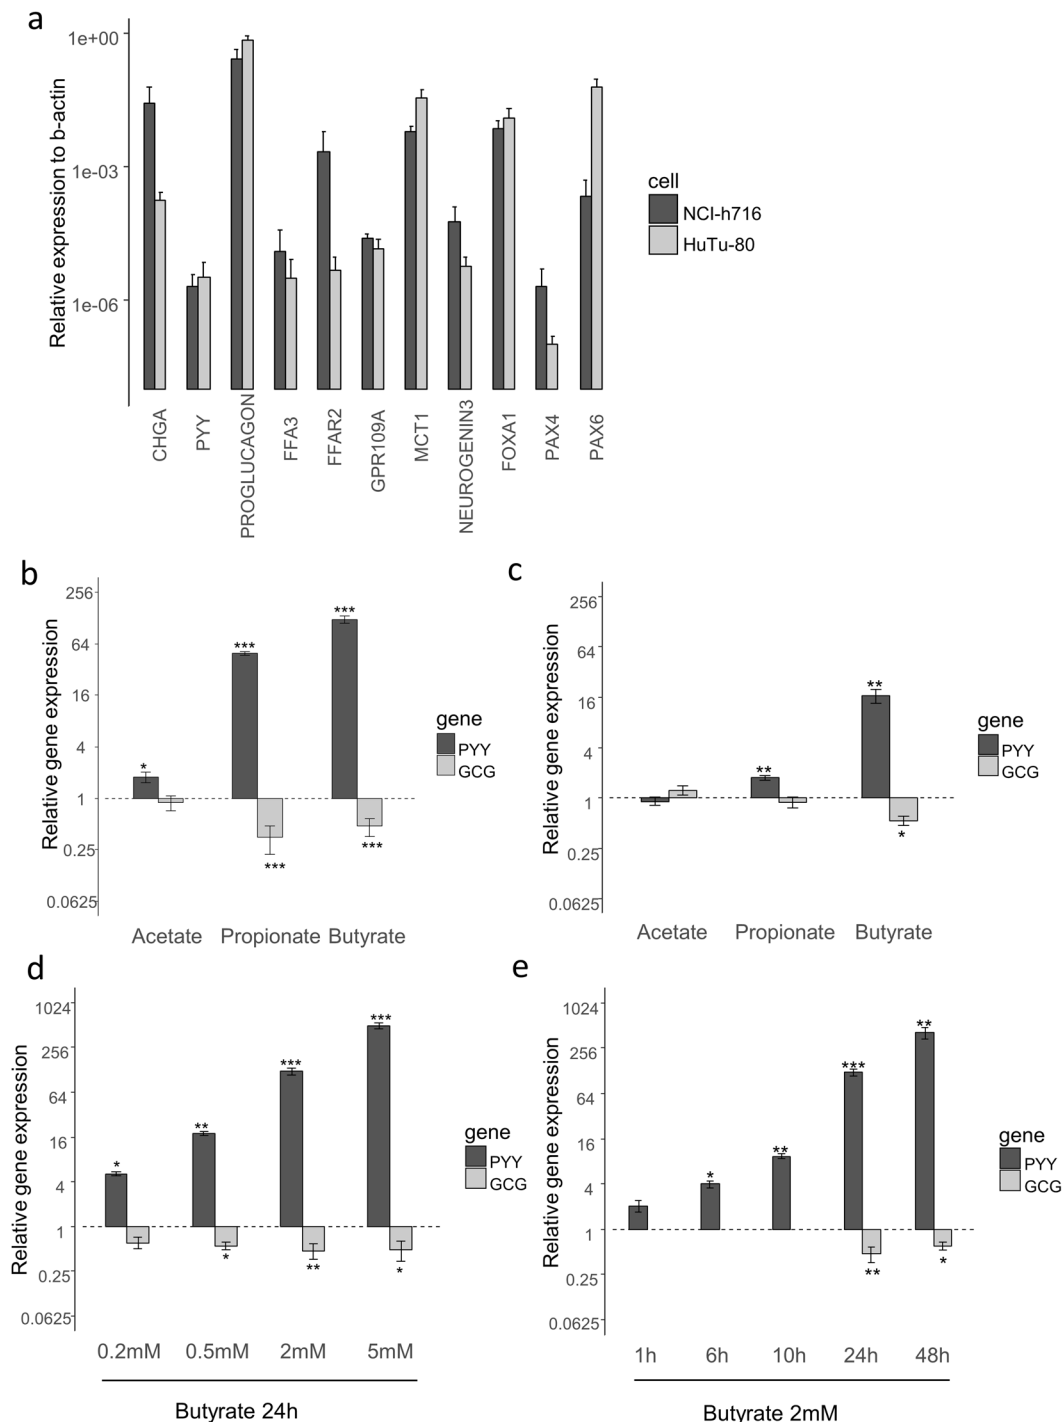 a
Relative expression to b-actin
1e+00
1e-03
1e-06
CHGA
PYY
PROGLUCAGON
FFA3
FFAR2
GPR109A
MCT1
NEUROGENIN3
FOXA1
PAX4
PAX6
cell
NCI-h716
HuTu-80
b
Relative gene expression
256
64
16
4
1
0.25
0.0625
*
***
***
***
***
Acetate Propionate Butyrate
gene
PYY
GCG
c
Relative gene expression
256
64
16
4
1
0.25
0.0625
**
**
*
Acetate Propionate Butyrate
gene
PYY
GCG
d
Relative gene expression
1024
256
64
16
4
1
0.25
0.0625
*
**
***
***
*
**
*
0.2mM 0.5mM 2mM 5mM
Butyrate 24h
gene
PYY
GCG
e
Relative gene expression
1024
256
64
16
4
1
0.25
0.0625
*
**
***
**
**
*
1h 6h 10h 24h 48h
Butyrate 2mM
gene
PYY
GCG